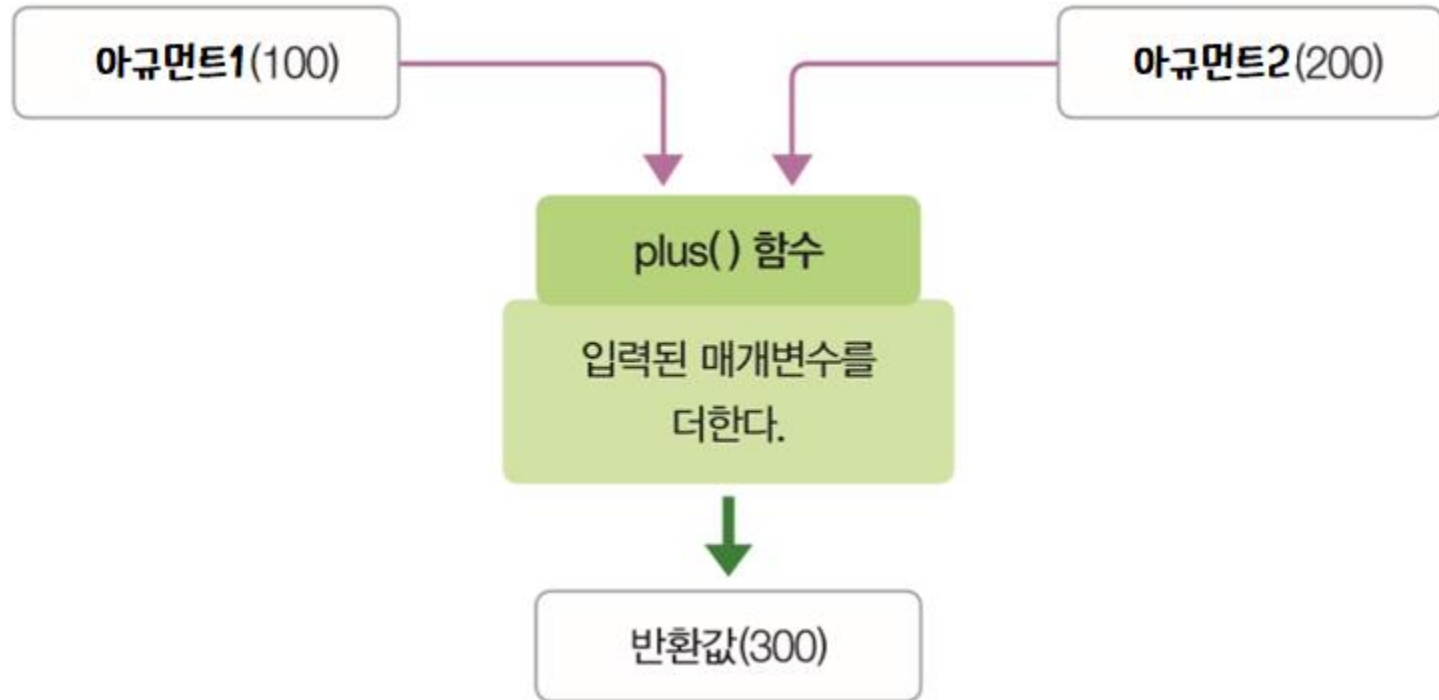 아규먼트1(100)
아규먼트2(200)
plus( ) 함수
입력된 매개변수를
더한다.
반환값(300)